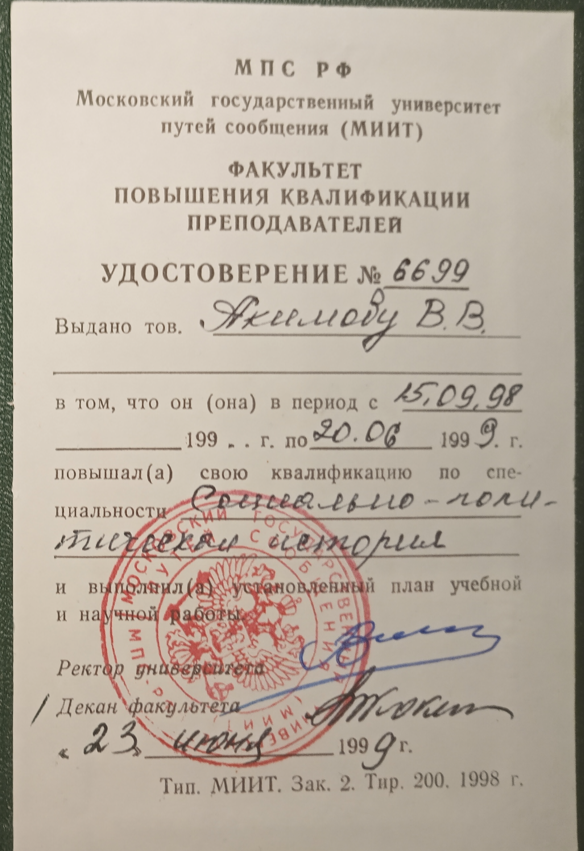 МПС РФ
Московский государственный университет
путей сообщения (МИИТ)
ФАКУЛЬТЕТ
ПОВЫШЕНИЯ КВАЛИФИКАЦИИ
ПРЕПОДАВАТЕЛЕЙ
УДОСТОВЕРЕНИЕ № 6699
Выдано тов. Акимову В.В.
в том, что он (она) в период с 15.09.98
199 . . г. по 20.06 1999. г.
повышал(а) свою квалификацию по спе-
циальности Социально-поли-
тическая история
и выполнил(а) установленный план учебной
и научной работы.
Ректор университета
Декан факультета
„ 23 „ июня 1999 г.
Тип. МИИТ. Зак. 2. Тир. 200. 1998 г.